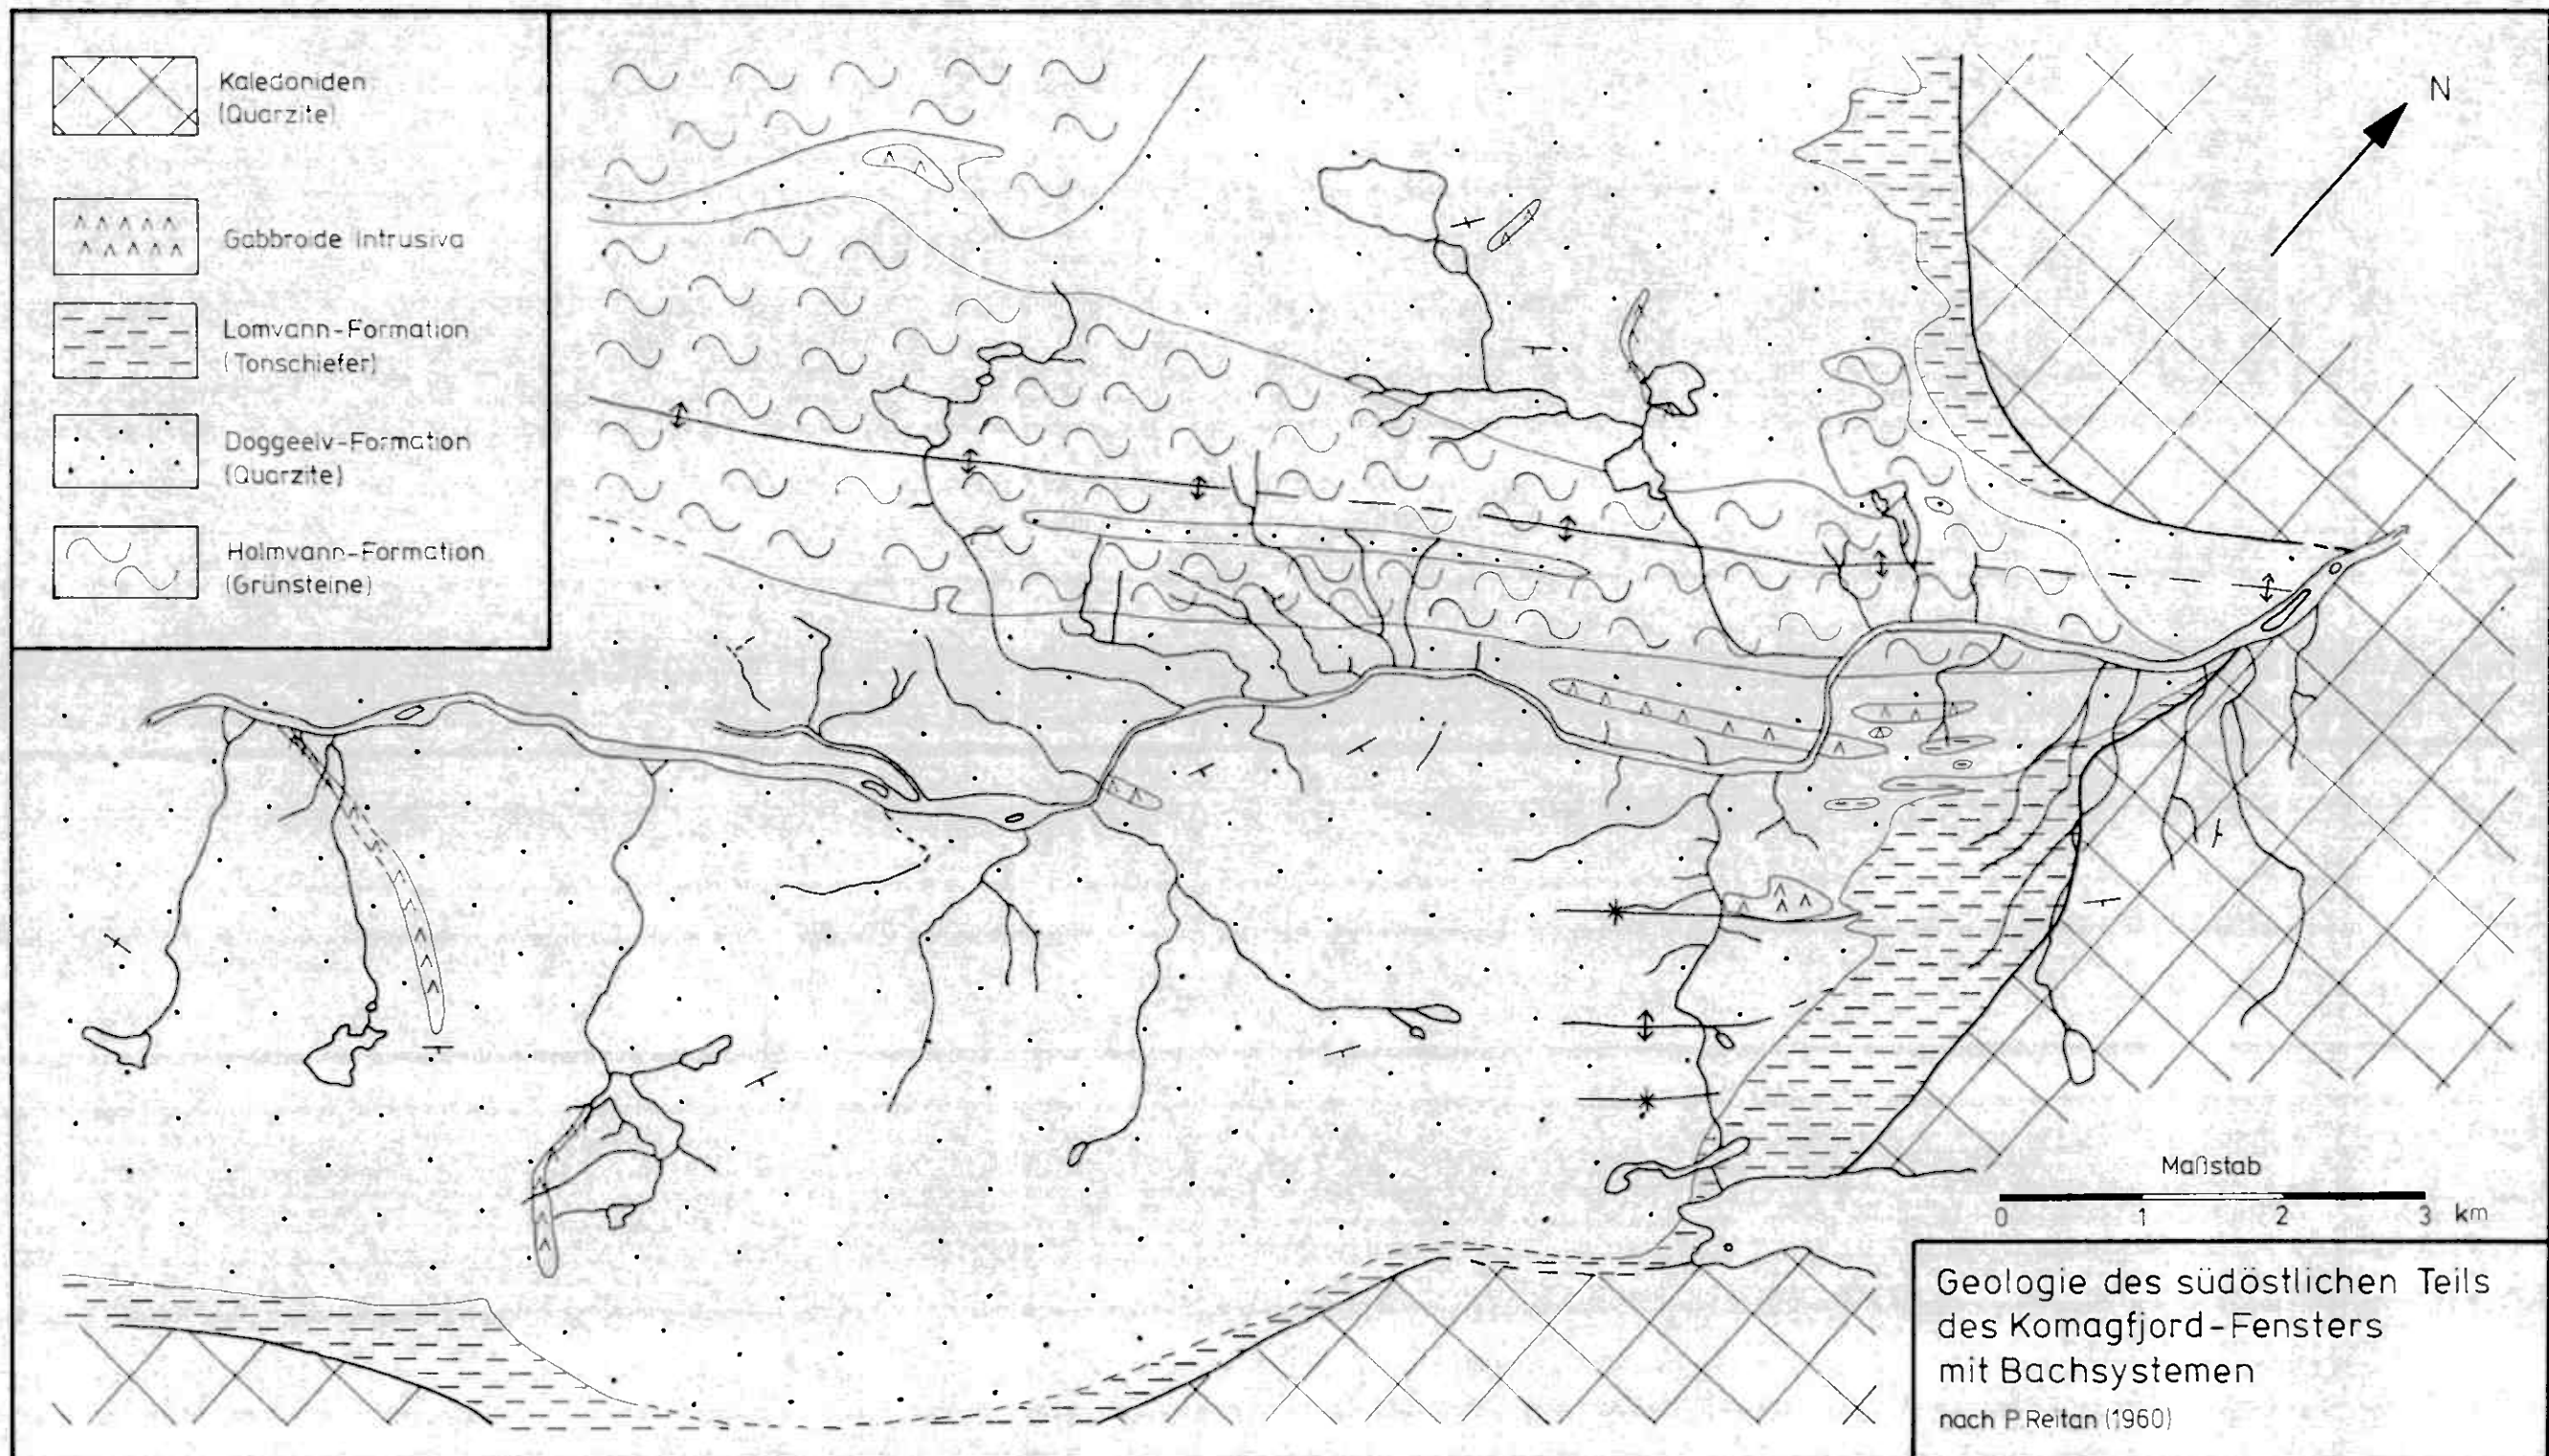 Kaledoniden
(Quarzite)
Gabbroide Intrusiva
Lomvann-Formation
(Tonschiefer)
Doggeelv-Formation
(Quarzite)
Holmvann-Formation
(Grünsteine)
N
Maßstab
0 1 2 3 km
Geologie des südöstlichen Teils
des Komagfjord-Fensters
mit Bachsystemen
nach P. Reitan (1960)